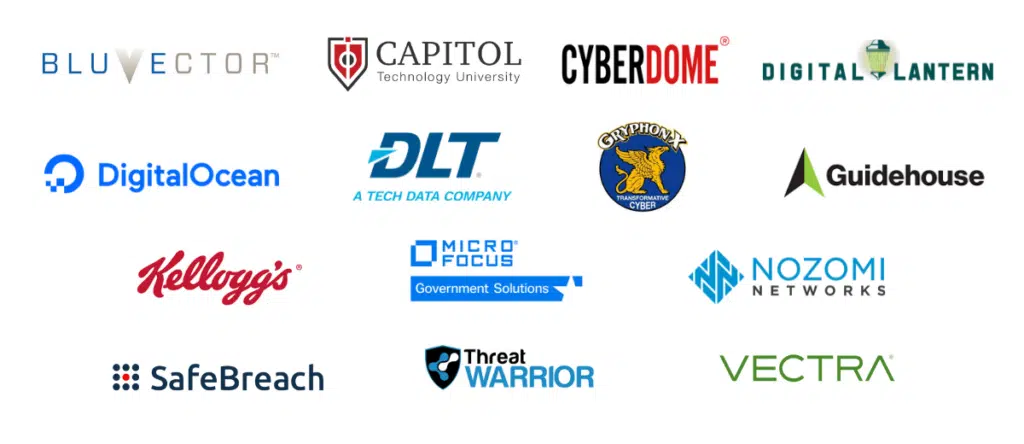 BLUVECTOR™
CAPITOL
Technology University
CYBERDOME®
DIGITAL LANTERN
DigitalOcean
DLT®
A TECH DATA COMPANY
GRYPHON-X
TRANSFORMATIVE
CYBER
Guidehouse
Kellogg's®
MICRO®
FOCUS
Government Solutions
NOZOMI
NETWORKS
SafeBreach
Threat
WARRIOR
VECTRA®